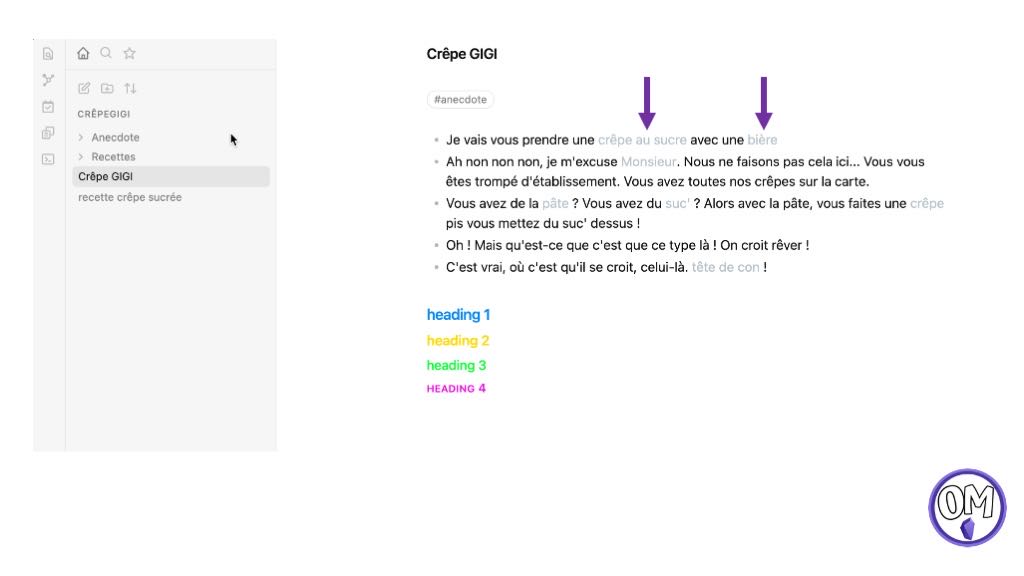 CRÊPEGIGI
Anecdote
Recettes
Crêpe GIGI
recette crêpe sucrée
Crêpe GIGI
#anecdote
Je vais vous prendre une crêpe au sucre avec une bière
Ah non non non, je m'excuse Monsieur. Nous ne faisons pas cela ici... Vous vous
êtes trompé d'établissement. Vous avez toutes nos crêpes sur la carte.
Vous avez de la pâte ? Vous avez du suc' ? Alors avec la pâte, vous faites une crêpe
pis vous mettez du suc' dessus !
Oh ! Mais qu'est-ce que c'est que ce type là ! On croit rêver !
C'est vrai, où c'est qu'il se croit, celui-là. tête de con !
heading 1
heading 2
heading 3
HEADING 4
OM